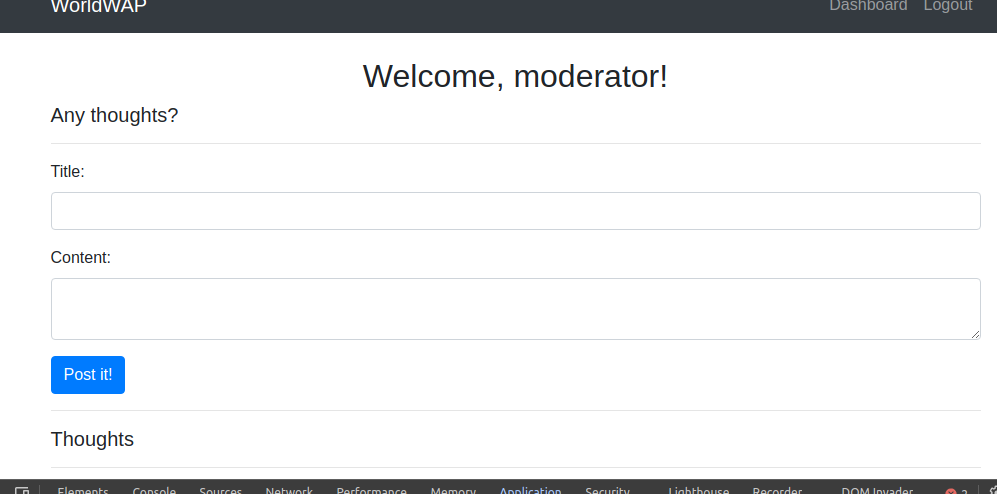 WorldWAP Dashboard Logout
Welcome, moderator!
Any thoughts?
Title:
Content:
Post it!
Thoughts
Elements Console Sources Network Performance Memory Application Security Lighthouse Recorder DOM Invader 2